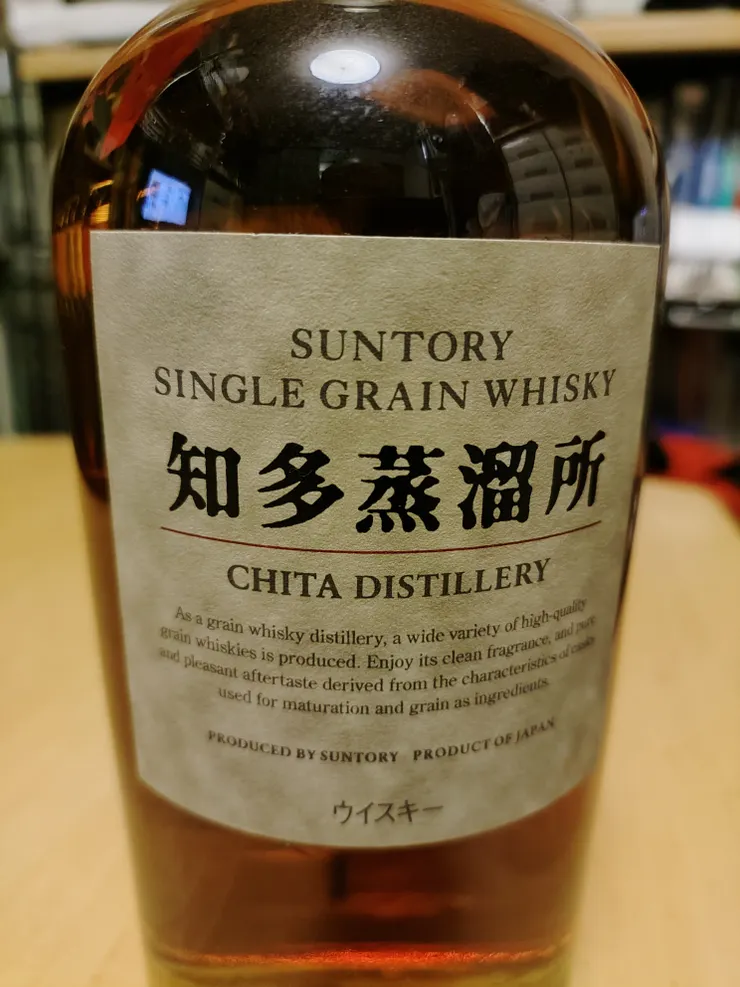 SUNTORY
SINGLE GRAIN WHISKY
知多蒸溜所
CHITA DISTILLERY
As a grain whisky distillery, a wide variety of high-quality
grain whiskies is produced. Enjoy its clean fragrance, and pure
and pleasant aftertaste derived from the characteristics of casks
used for maturation and grain as ingredients.
PRODUCED BY SUNTORY PRODUCT OF JAPAN
ウイスキー